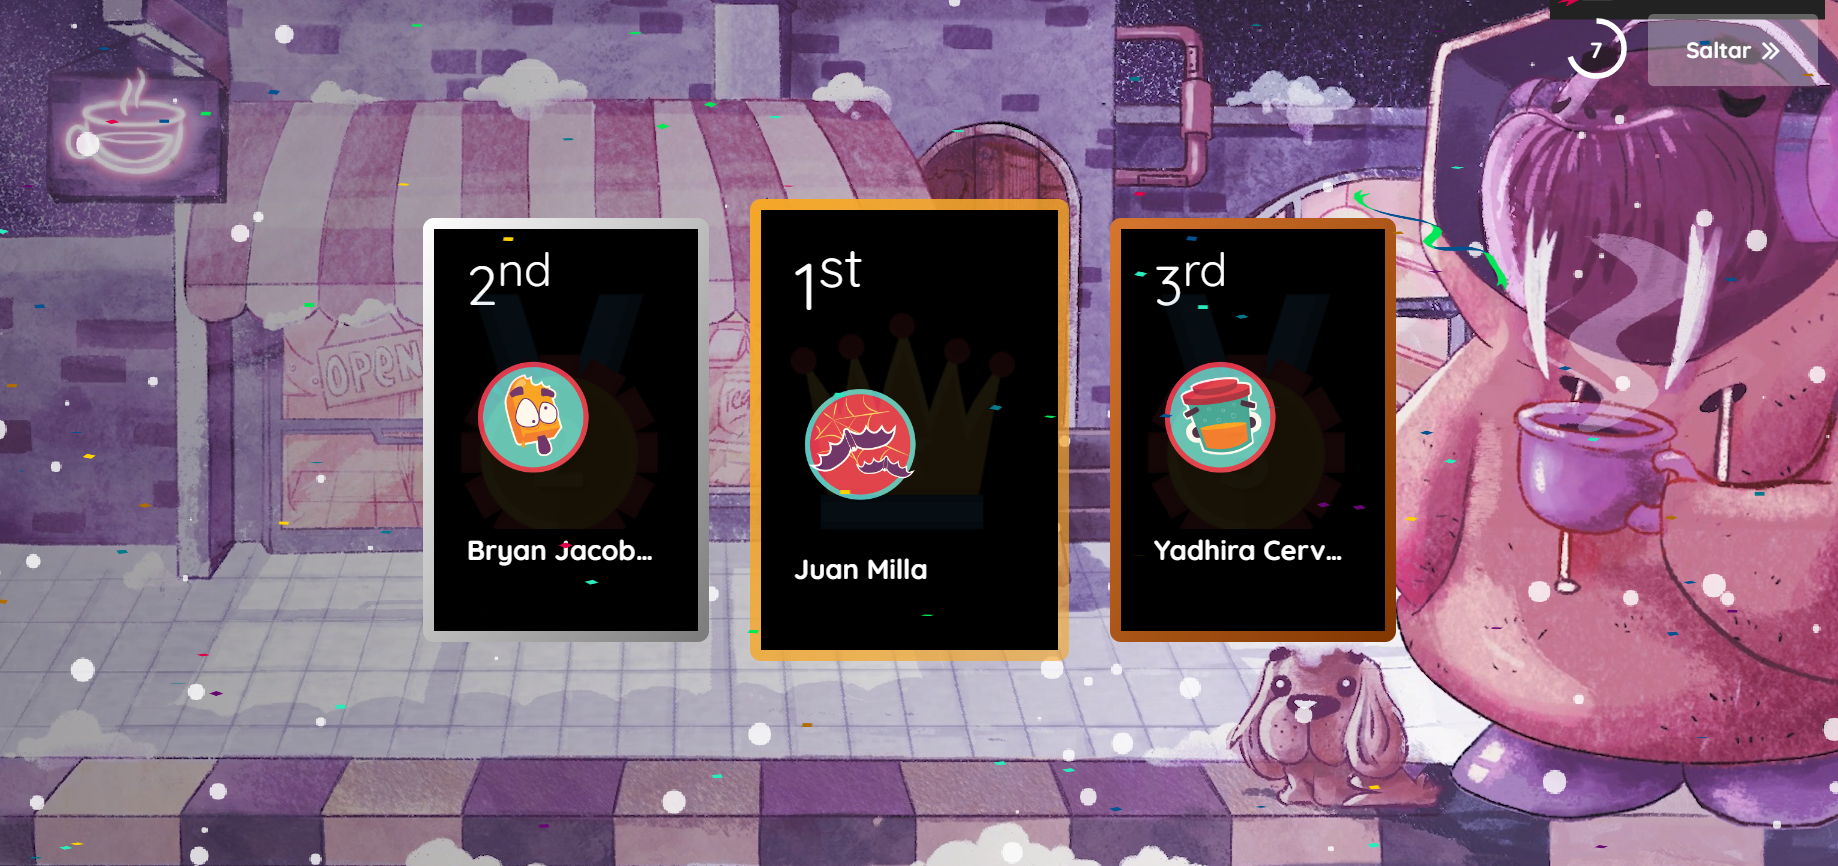 7
Saltar
OPEN
2nd
Bryan Jacob...
1st
Juan Milla
3rd
Yadhira Cerv...